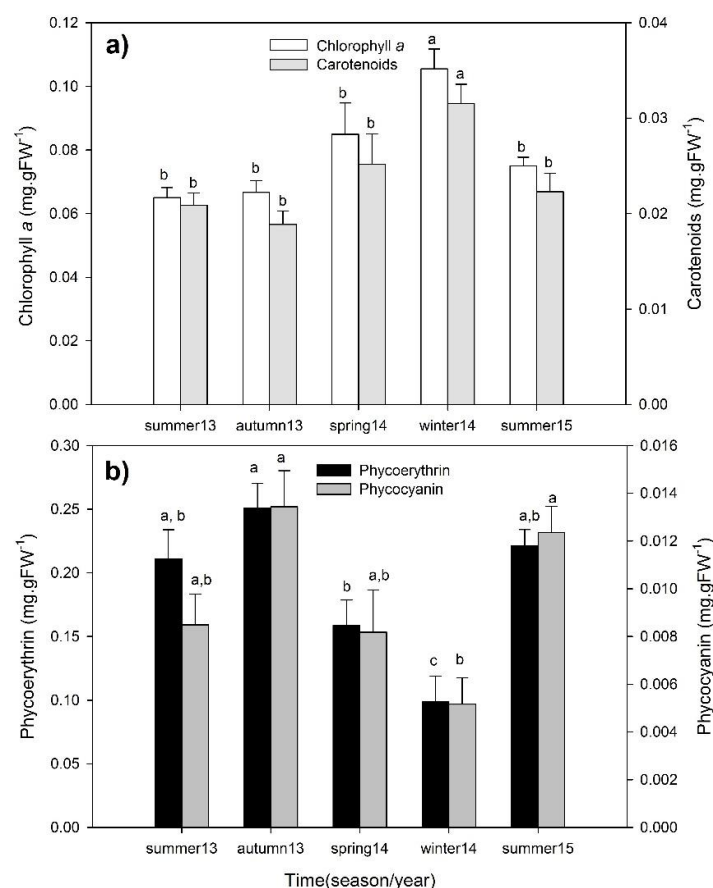 a)
Chlorophyll a
Carotenoids
0.12
0.10
0.08
0.06
0.04
0.02
0.00
Chlorophyll a (mg.gFW-1)
0.04
0.03
0.02
0.01
0.00
Carotenoids (mg.gFW-1)
b b b b b b a a b b
summer13 autumn13 spring14 winter14 summer15
b)
Phycoerythrin
Phycocyanin
0.30
0.25
0.20
0.15
0.10
0.05
0.00
Phycoerythrin (mg.gFW-1)
0.016
0.014
0.012
0.010
0.008
0.006
0.004
0.002
0.000
Phycocyanin (mg.gFW-1)
a, b a,b a a b a,b c b a,b a
summer13 autumn13 spring14 winter14 summer15
Time(season/year)